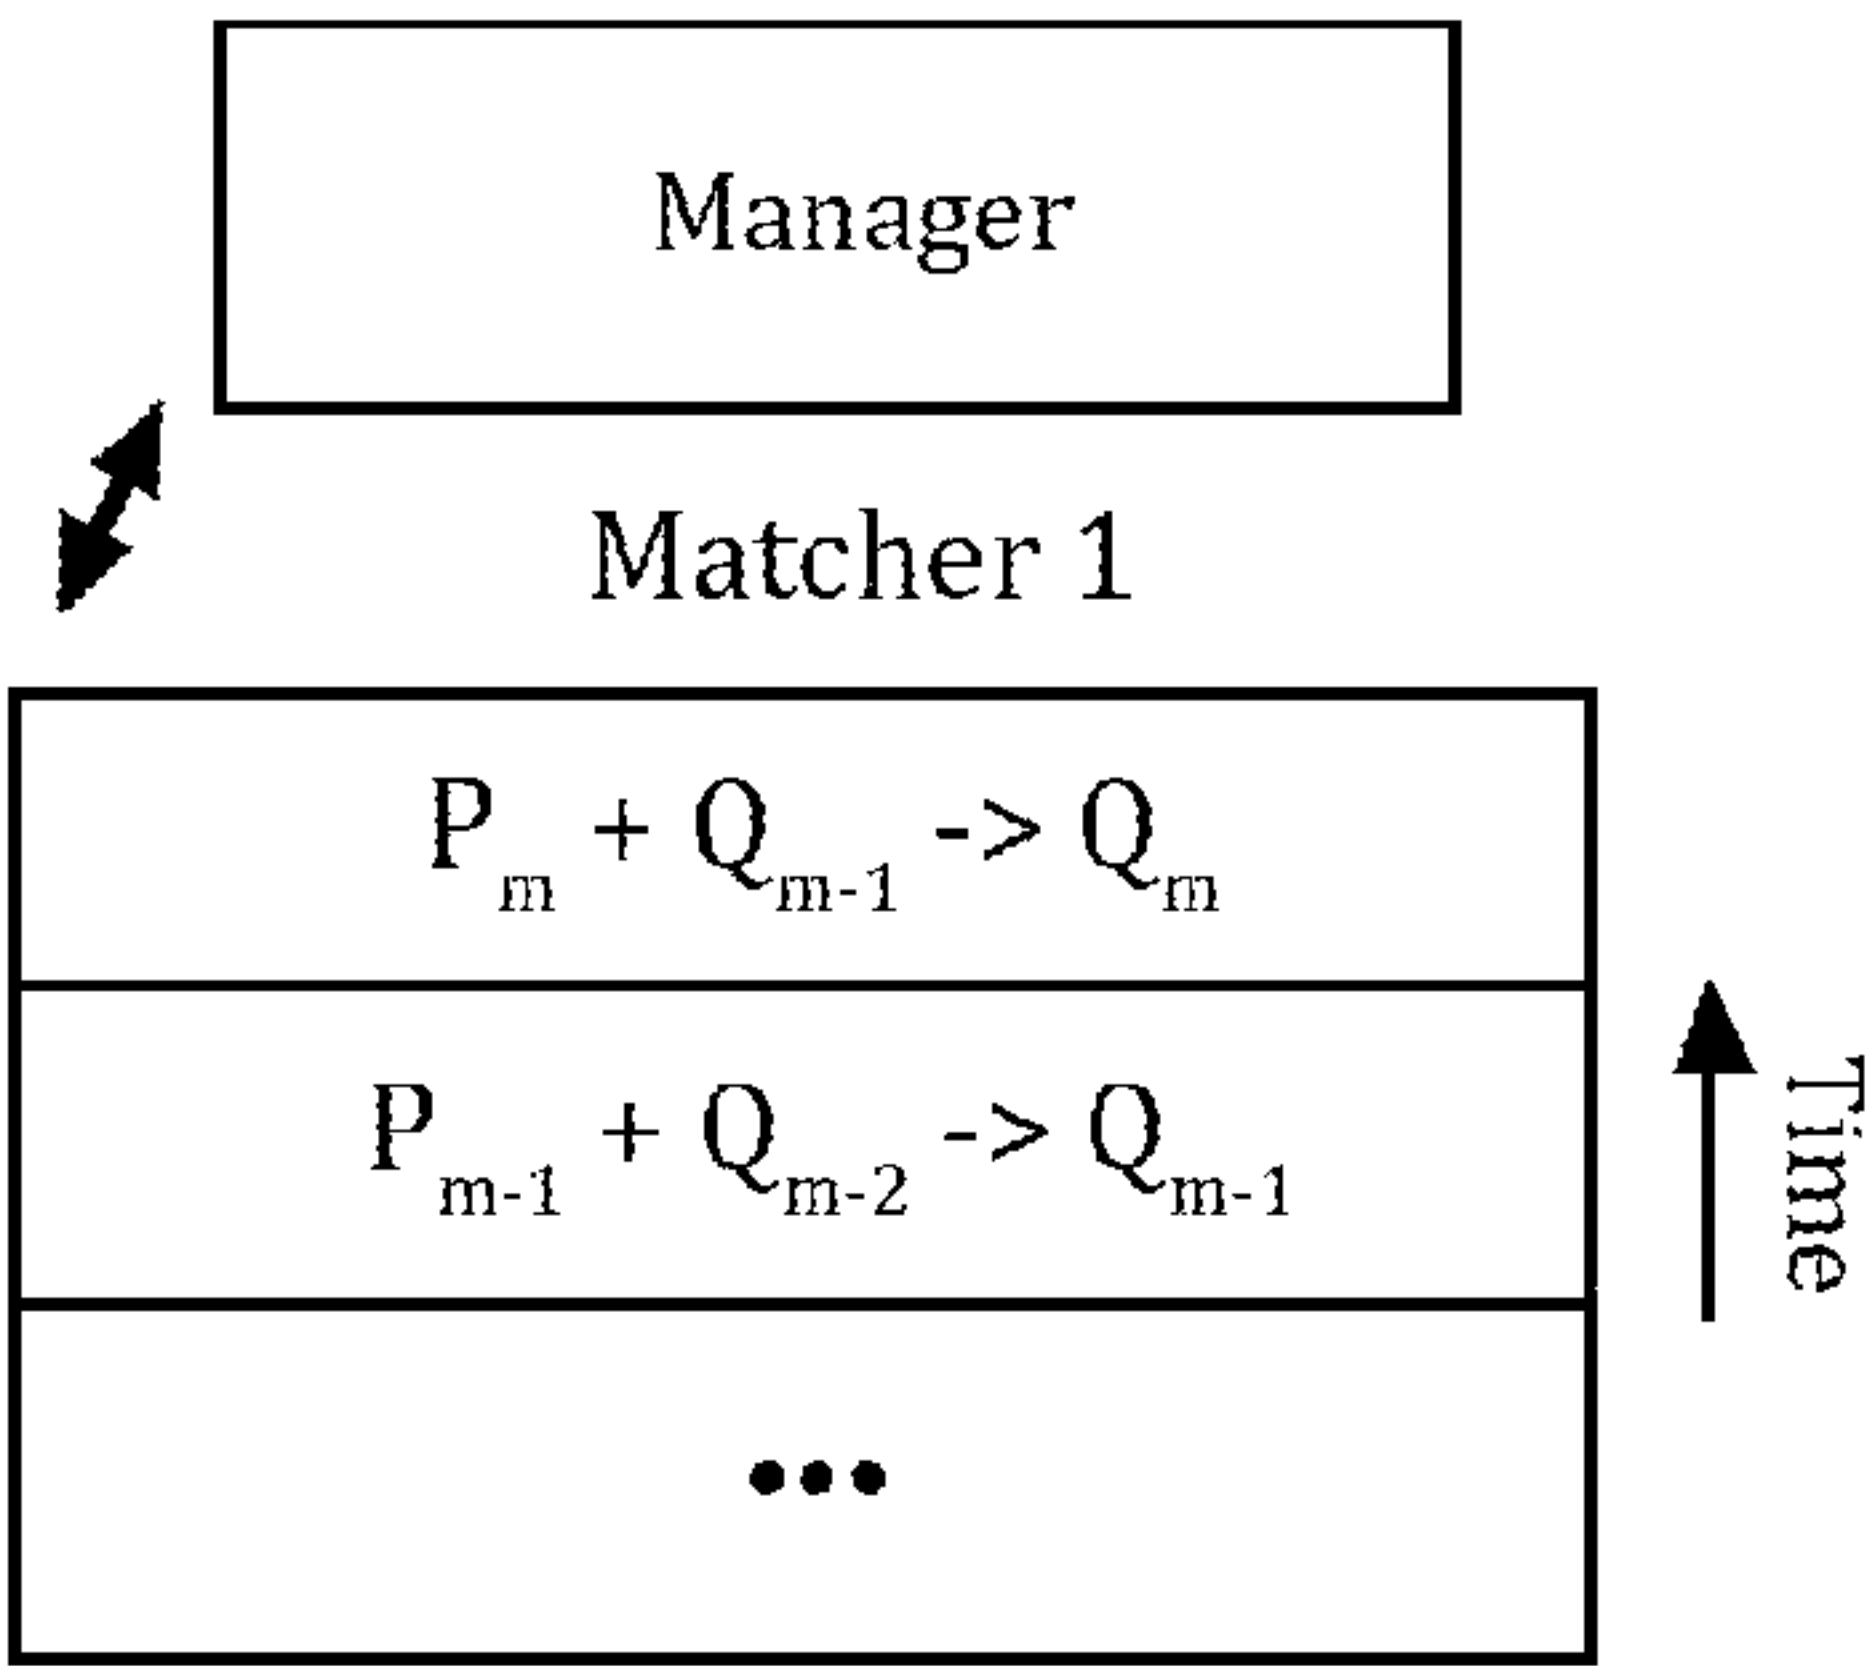 Manager
Matcher 1
Pₘ + Qₘ₋₁ -> Qₘ
Pₘ₋₁ + Qₘ₋₂ -> Qₘ₋₁
•••
Time